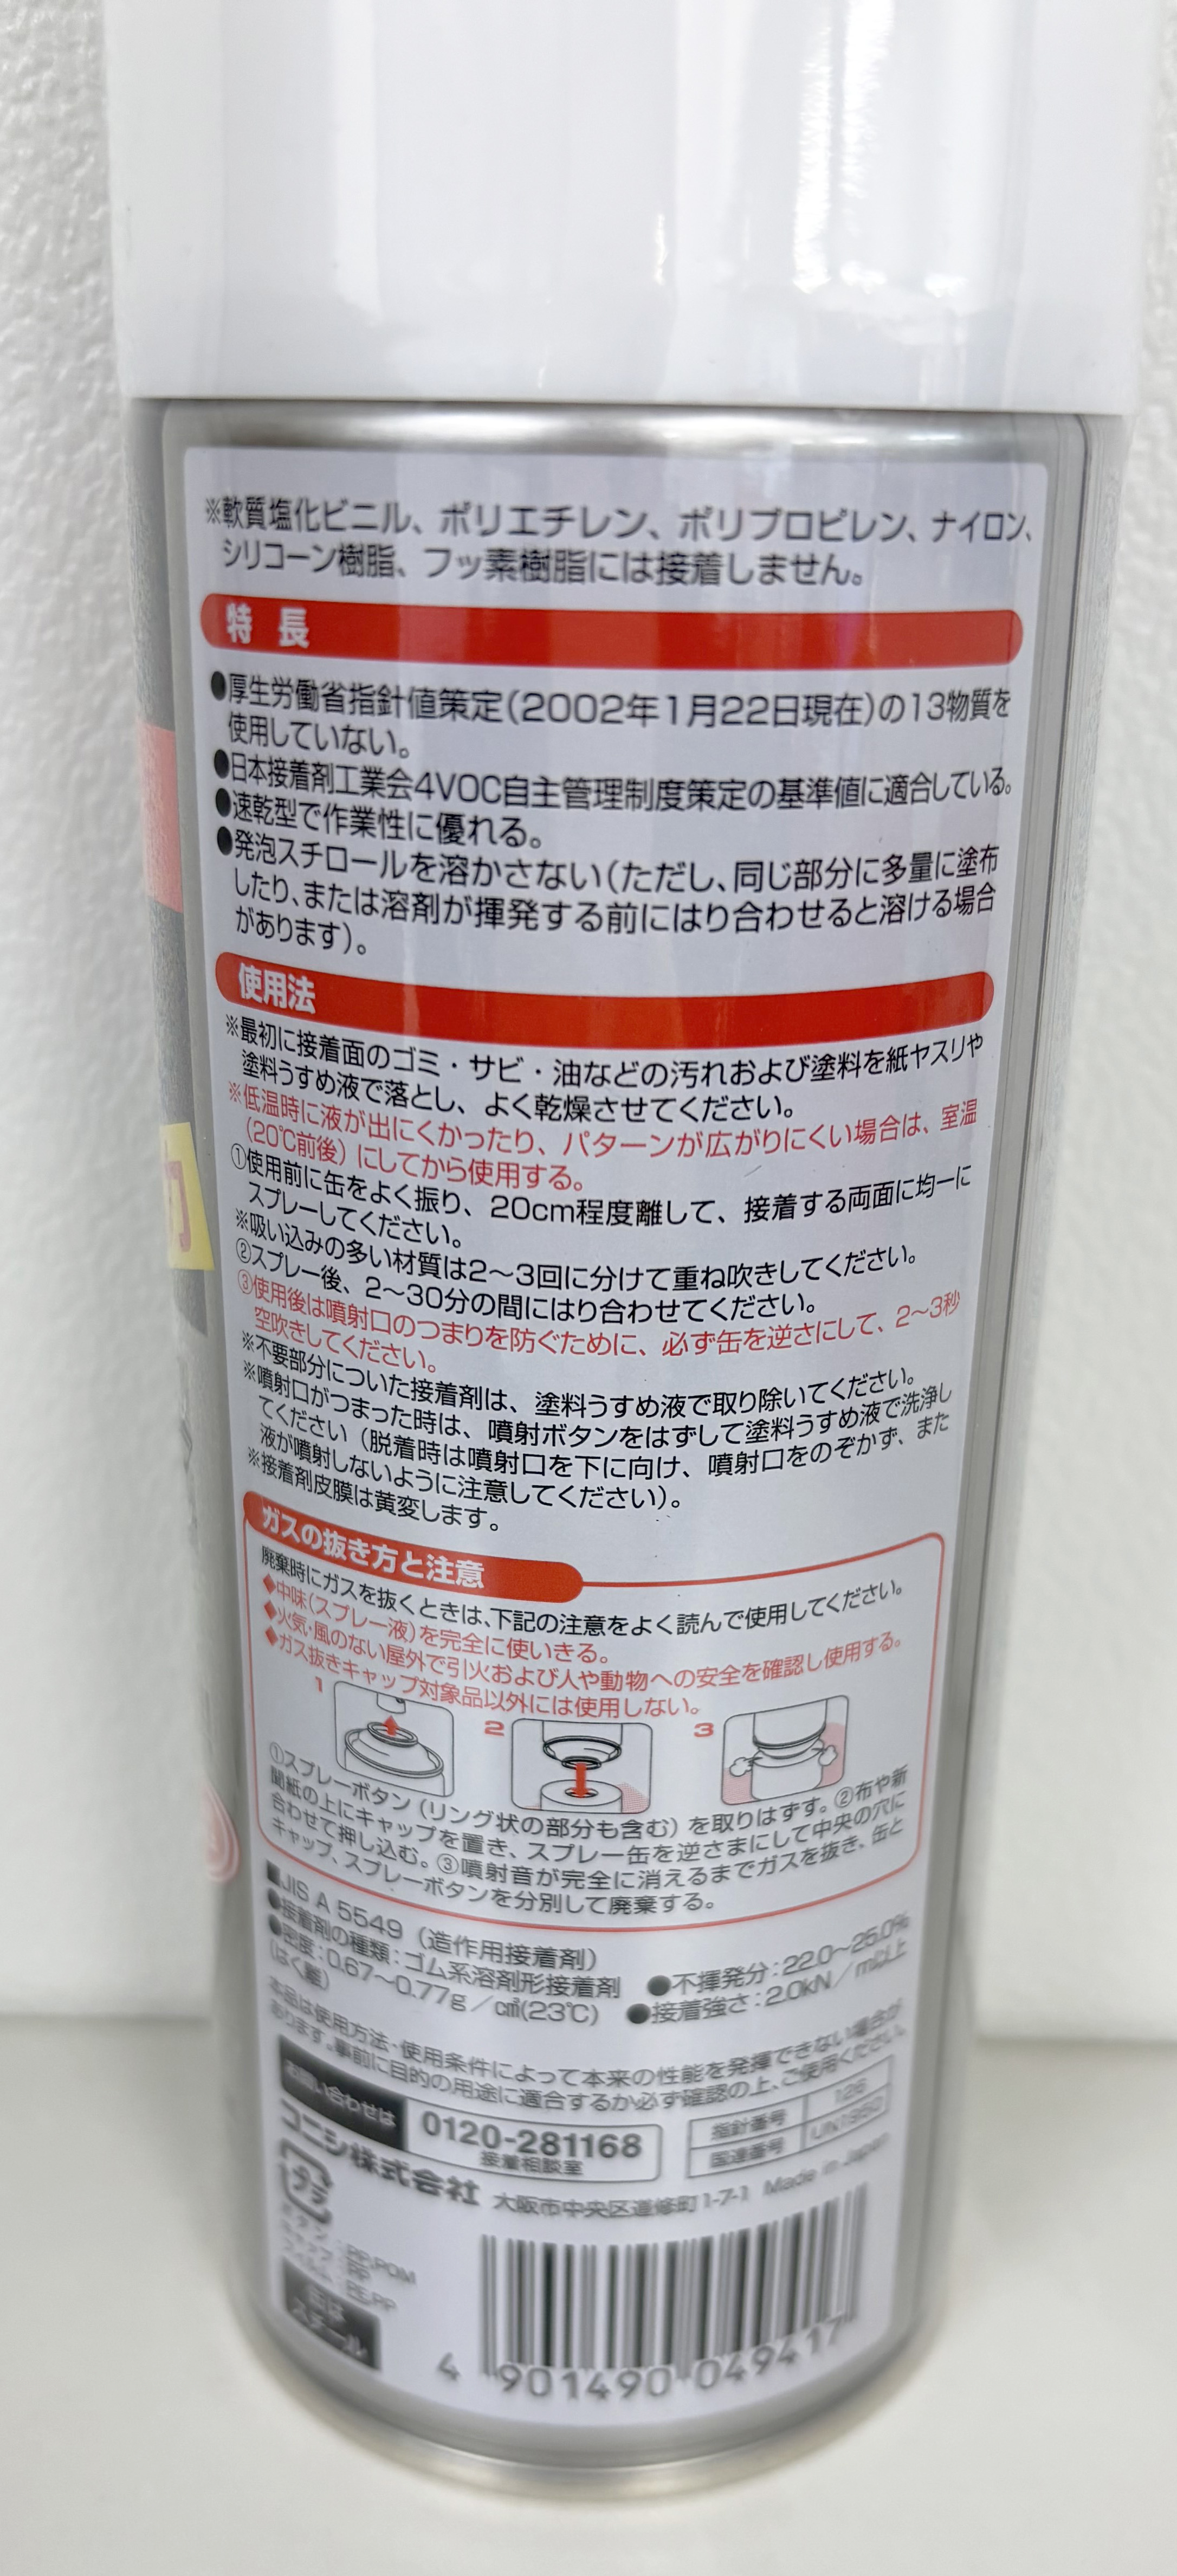 ※軟質塩化ビニル、ポリエチレン、ポリプロピレン、ナイロン、
シリコーン樹脂、フッ素樹脂には接着しません。
特 長
●厚生労働省指針値策定(2002年1月22日現在)の13物質を
使用していない。
●日本接着剤工業会4VOC自主管理制度策定の基準値に適合している。
●速乾型で作業性に優れる。
●発泡スチロールを溶かさない(ただし、同じ部分に多量に塗布
したり、または溶剤が揮発する前にはり合わせると溶ける場合
があります)。
使用法
※最初に接着面のゴミ・サビ・油などの汚れおよび塗料を紙ヤスリや
塗料うすめ液で落とし、よく乾燥させてください。
※低温時に液が出にくかったり、パターンが広がりにくい場合は、室温
(20℃前後)にしてから使用する。
①使用前に缶をよく振り、20cm程度離して、接着する両面に均一に
スプレーしてください。
※吸い込みの多い材質は2～3回に分けて重ね吹きしてください。
②スプレー後、2～30分の間にはり合わせてください。
③使用後は噴射口のつまりを防ぐために、必ず缶を逆さにして、2～3秒
空吹きしてください。
※不要部分についた接着剤は、塗料うすめ液で取り除いてください。
※噴射口がつまった時は、噴射ボタンをはずして塗料うすめ液で洗浄し
てください(脱着時は噴射口を下に向け、噴射口をのぞかず、また
液が噴射しないように注意してください)。
※接着剤皮膜は黄変します。
ガスの抜き方と注意
廃棄時にガスを抜くときは、下記の注意をよく読んで使用してください。
◆中味(スプレー液)を完全に使いきる。
◆火気・風のない屋外で引火および人や動物への安全を確認し使用する。
◆ガス抜きキャップ対象品以外には使用しない。
1 2 3
①スプレーボタン(リング状の部分も含む)を取りはずす。②布や新
聞紙の上にキャップを置き、スプレー缶を逆さまにして中央の穴に
合わせて押し込む。③噴射音が完全に消えるまでガスを抜き、缶と
キャップ、スプレーボタンを分別して廃棄する。
■JIS A 5549(造作用接着剤)
●接着剤の種類:ゴム系溶剤形接着剤 ●不揮発分:22.0～25.0%
●密度:0.67～0.77g/cm³(23℃) ●接着強さ:2.0kN/m以上
(はく離)
本品は使用方法・使用条件によって本来の性能を発揮できない場合が
あります。事前に目的の用途に適合するか必ず確認の上、ご使用ください。
お問い合わせは 0120-281168
接着相談室
指針番号 126
国連番号 UN1950
コニシ株式会社 大阪市中央区道修町1-7-1 Made in Japan
プラ
ボタン:PP,POM
キャップ:PP
フィルム:PE,PP
缶は
スチール
4 901490 049417